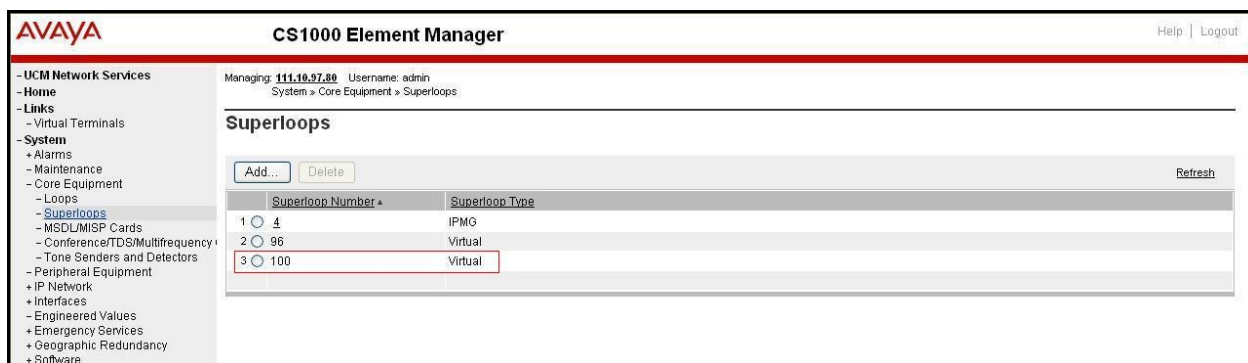 AVAYA
CS1000 Element Manager
Help | Logout
- UCM Network Services
- Home
- Links
- Virtual Terminals
- System
+ Alarms
- Maintenance
- Core Equipment
- Loops
- Superloops
- MSDL/MISP Cards
- Conference/TDS/Multifrequency
- Tone Senders and Detectors
- Peripheral Equipment
+ IP Network
+ Interfaces
- Engineered Values
+ Emergency Services
+ Geographic Redundancy
+ Software
Managing: 111.10.97.80 Username: admin
System » Core Equipment » Superloops
Superloops
Add... Delete
Refresh
Superloop Number Superloop Type
1 4 IPMG
2 96 Virtual
3 100 Virtual